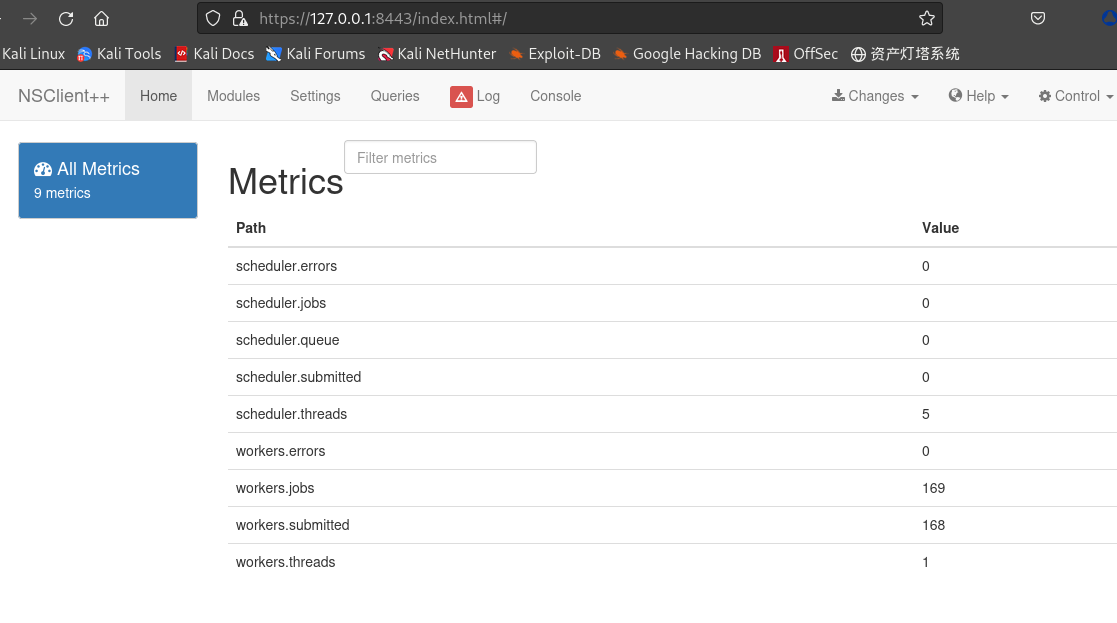 https://127.0.0.1:8443/index.html#/
Kali Linux Kali Tools Kali Docs Kali Forums Kali NetHunter Exploit-DB Google Hacking DB OffSec 资产灯塔系统
NSClient++ Home Modules Settings Queries Log Console Changes Help Control
All Metrics
9 metrics
Filter metrics
Metrics
Path Value
scheduler.errors 0
scheduler.jobs 0
scheduler.queue 0
scheduler.submitted 0
scheduler.threads 5
workers.errors 0
workers.jobs 169
workers.submitted 168
workers.threads 1